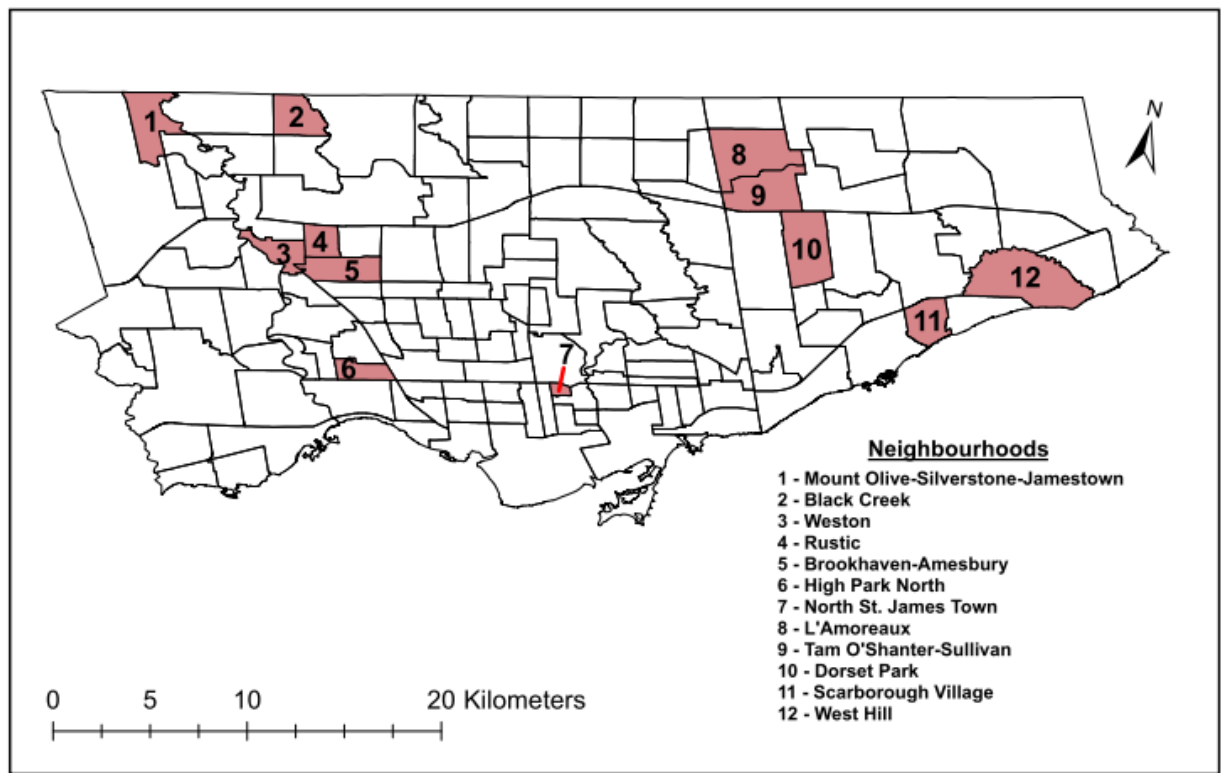 N
1
2
8
9
4
3
5
10
12
11
7
6
Neighbourhoods
1 - Mount Olive-Silverstone-Jamestown
2 - Black Creek
3 - Weston
4 - Rustic
5 - Brookhaven-Amesbury
6 - High Park North
7 - North St. James Town
8 - L'Amoreaux
9 - Tam O'Shanter-Sullivan
10 - Dorset Park
11 - Scarborough Village
12 - West Hill
0 5 10 20 Kilometers